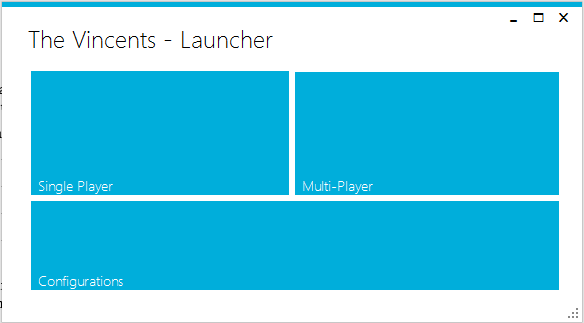 The Vincents - Launcher
Single Player
Multi-Player
Configurations